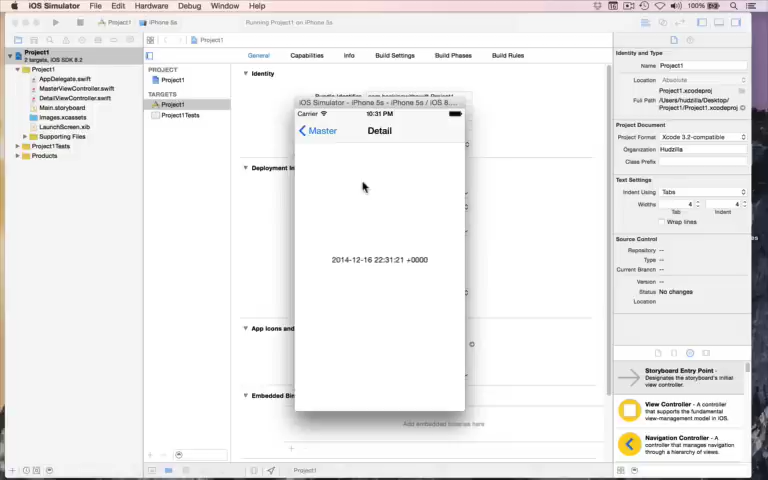 iOS Simulator File Edit Hardware Debug Window Help
100%
Project1 iPhone 5s
Running Project1 on iPhone 5s
Project1
2 targets, iOS SDK 8.2
Project1
AppDelegate.swift
MasterViewController.swift
DetailViewController.swift
Main.storyboard
Images.xcassets
LaunchScreen.xib
Supporting Files
Project1Tests
Products
Project1
General Capabilities Info Build Settings Build Phases Build Rules
PROJECT
Project1
TARGETS
Project1
Project1Tests
Identity
Deployment In
App Icons and
Embedded Bin
Add embedded binaries here
iOS Simulator - iPhone 5s - iPhone 5s / iOS 8....
Carrier 10:31 PM
Master Detail
2014-12-16 22:31:21 +0000
Project1
Identity and Type
Name Project1
Location Absolute
Project1.xcodeproj
Full Path /Users/hudzilla/Desktop/
Project1/Project1.xcodeproj
Project Document
Project Format Xcode 3.2-compatible
Organization Hudzilla
Class Prefix
Text Settings
Indent Using Tabs
Widths 4 4
Tab Indent
Wrap lines
Source Control
Repository --
Type --
Current Branch --
Version --
Status No changes
Location
Storyboard Entry Point -
Designates the storyboard's initial
view controller.
View Controller - A controller
that supports the fundamental
view-management model in iOS.
Navigation Controller - A
controller that manages navigation
through a hierarchy of views.